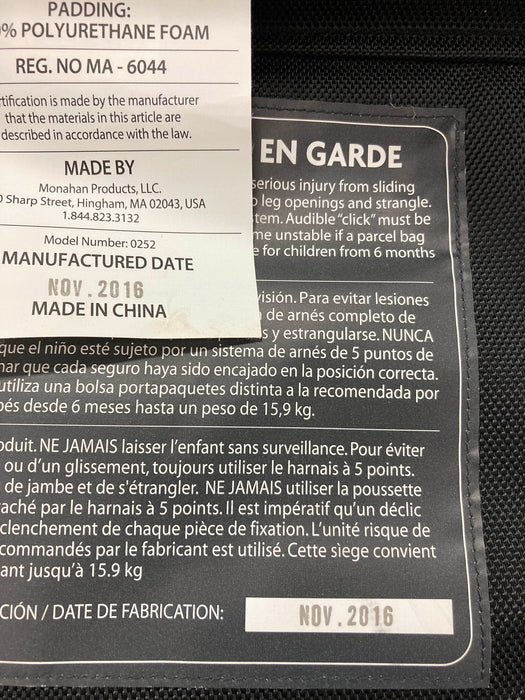 PADDING:
% POLYURETHANE FOAM
REG. NO MA - 6044
tification is made by the manufacturer
that the materials in this article are
described in accordance with the law.
MADE BY
Monahan Products, LLC.
Sharp Street, Hingham, MA 02043, USA
1.844.823.3132
Model Number: 0252
MANUFACTURED DATE
NOV.2016
MADE IN CHINA
EN GARDE
serious injury from sliding
leg openings and strangle.
tem. Audible "click" must be
me unstable if a parcel bag
e for children from 6 months
visión. Para evitar lesiones
de arnés completo de
s y estrangularse. NUNCA
que el niño esté sujeto por un sistema de arnés de 5 puntos de
nar que cada seguro haya sido encajado en la posición correcta.
utiliza una bolsa portapaquetes distinta a la recomendada por
bés desde 6 meses hasta un peso de 15,9 kg.
oduit. NE JAMAIS laisser l'enfant sans surveillance. Pour éviter
ou d'un glissement, toujours utiliser le harnais à 5 points.
de jambe et de s'étrangler. NE JAMAIS utiliser la poussette
aché par le harnais à 5 points. Il est impératif qu'un déclic
clenchement de chaque pièce de fixation. L'unité risque de
commandés par le fabricant est utilisé. Cette siege convient
ant jusqu'à 15.9 kg
CIÓN / DATE DE FABRICATION:
NOV.2016